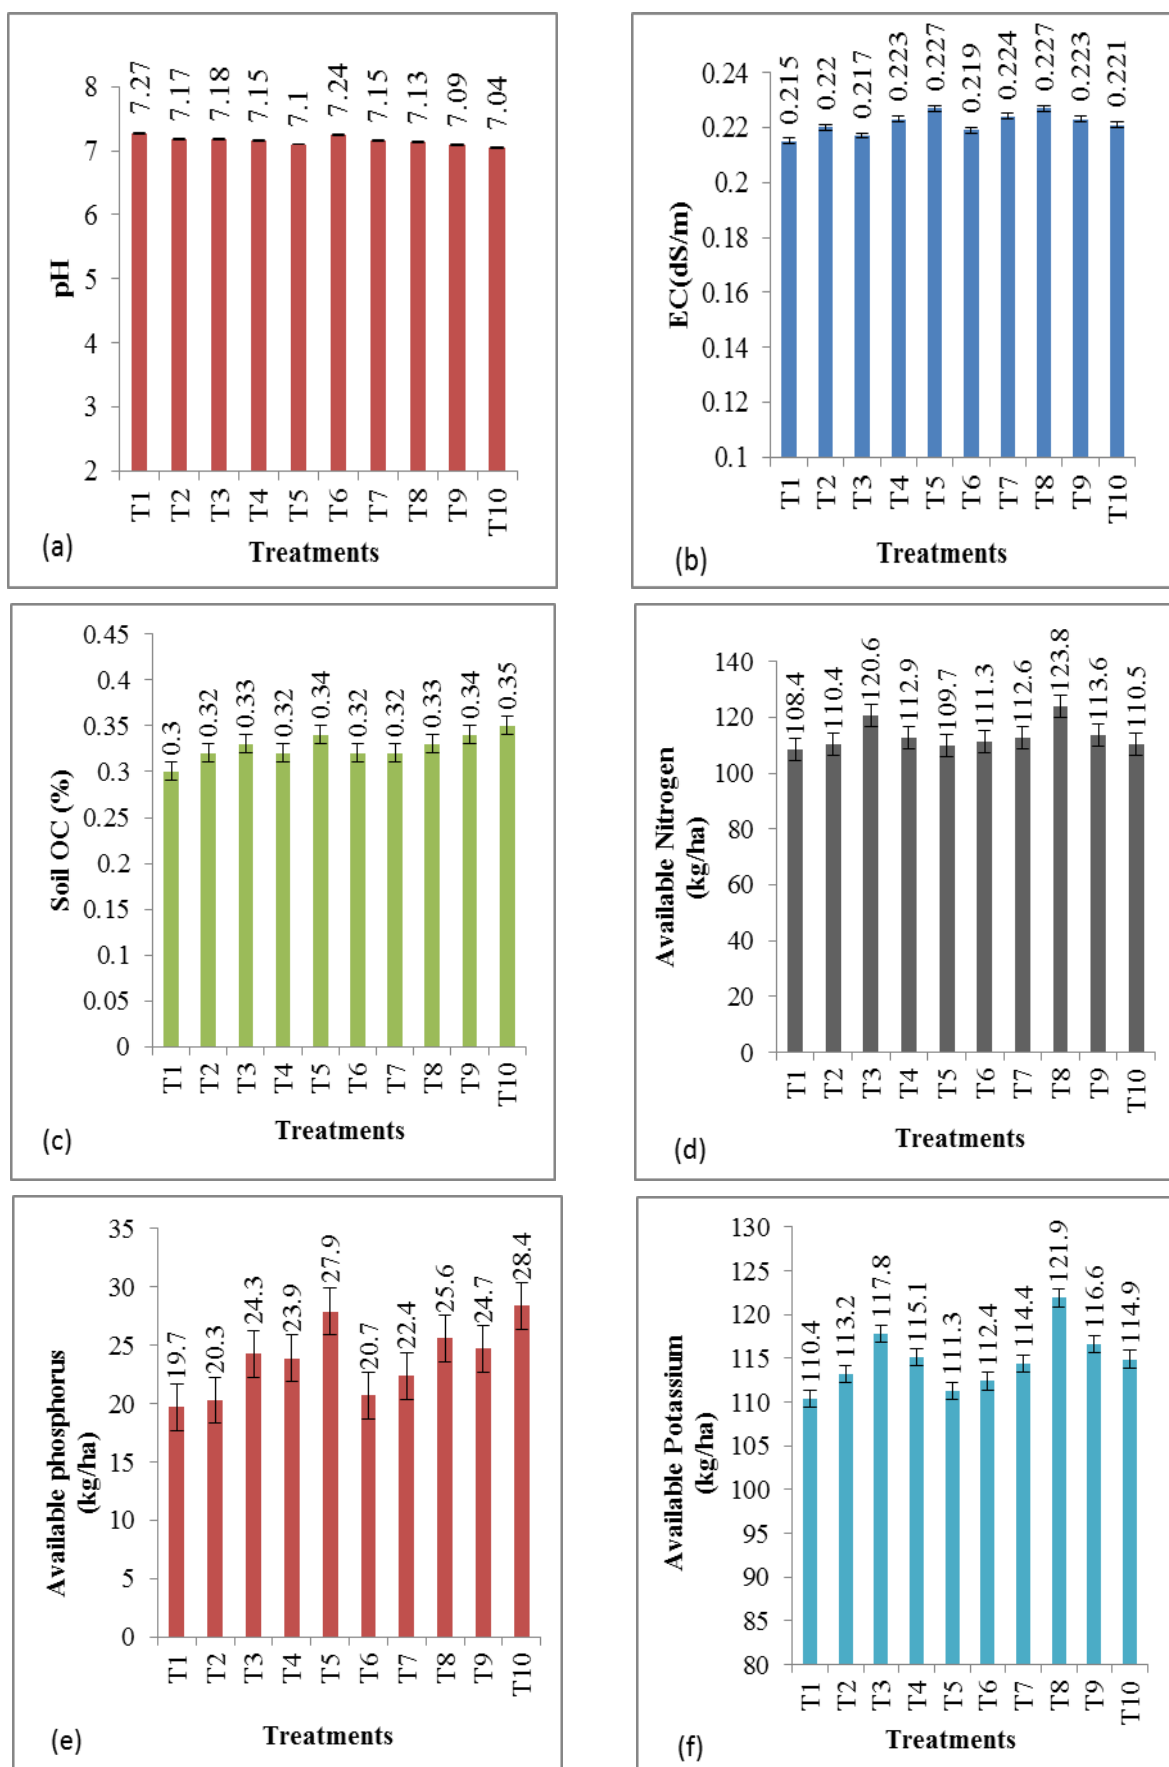 7.27 7.17 7.18 7.15 7.1 7.24 7.15 7.13 7.09 7.04
8
7
6
5
4
3
2
pH
T1 T2 T3 T4 T5 T6 T7 T8 T9 T10
Treatments
(a)
0.215 0.22 0.217 0.223 0.227 0.219 0.224 0.227 0.223 0.221
0.24
0.22
0.2
0.18
0.16
0.14
0.12
0.1
EC(dS/m)
T1 T2 T3 T4 T5 T6 T7 T8 T9 T10
Treatments
(b)
0.45
0.4
0.35
0.3
0.25
0.2
0.15
0.1
0.05
0
0.3 0.32 0.33 0.32 0.34 0.32 0.32 0.33 0.34 0.35
Soil OC (%)
T1 T2 T3 T4 T5 T6 T7 T8 T9 T10
Treatments
(c)
140
120
100
80
60
40
20
0
108.4 110.4 120.6 112.9 109.7 111.3 112.6 123.8 113.6 110.5
Available Nitrogen
(kg/ha)
T1 T2 T3 T4 T5 T6 T7 T8 T9 T10
Treatments
(d)
35
30
25
20
15
10
5
0
19.7 20.3 24.3 23.9 27.9 20.7 22.4 25.6 24.7 28.4
Available phosphorus
(kg/ha)
T1 T2 T3 T4 T5 T6 T7 T8 T9 T10
Treatments
(e)
130
125
120
115
110
105
100
95
90
85
80
110.4 113.2 117.8 115.1 111.3 112.4 114.4 121.9 116.6 114.9
Available Potassium
(kg/ha)
T1 T2 T3 T4 T5 T6 T7 T8 T9 T10
Treatments
(f)